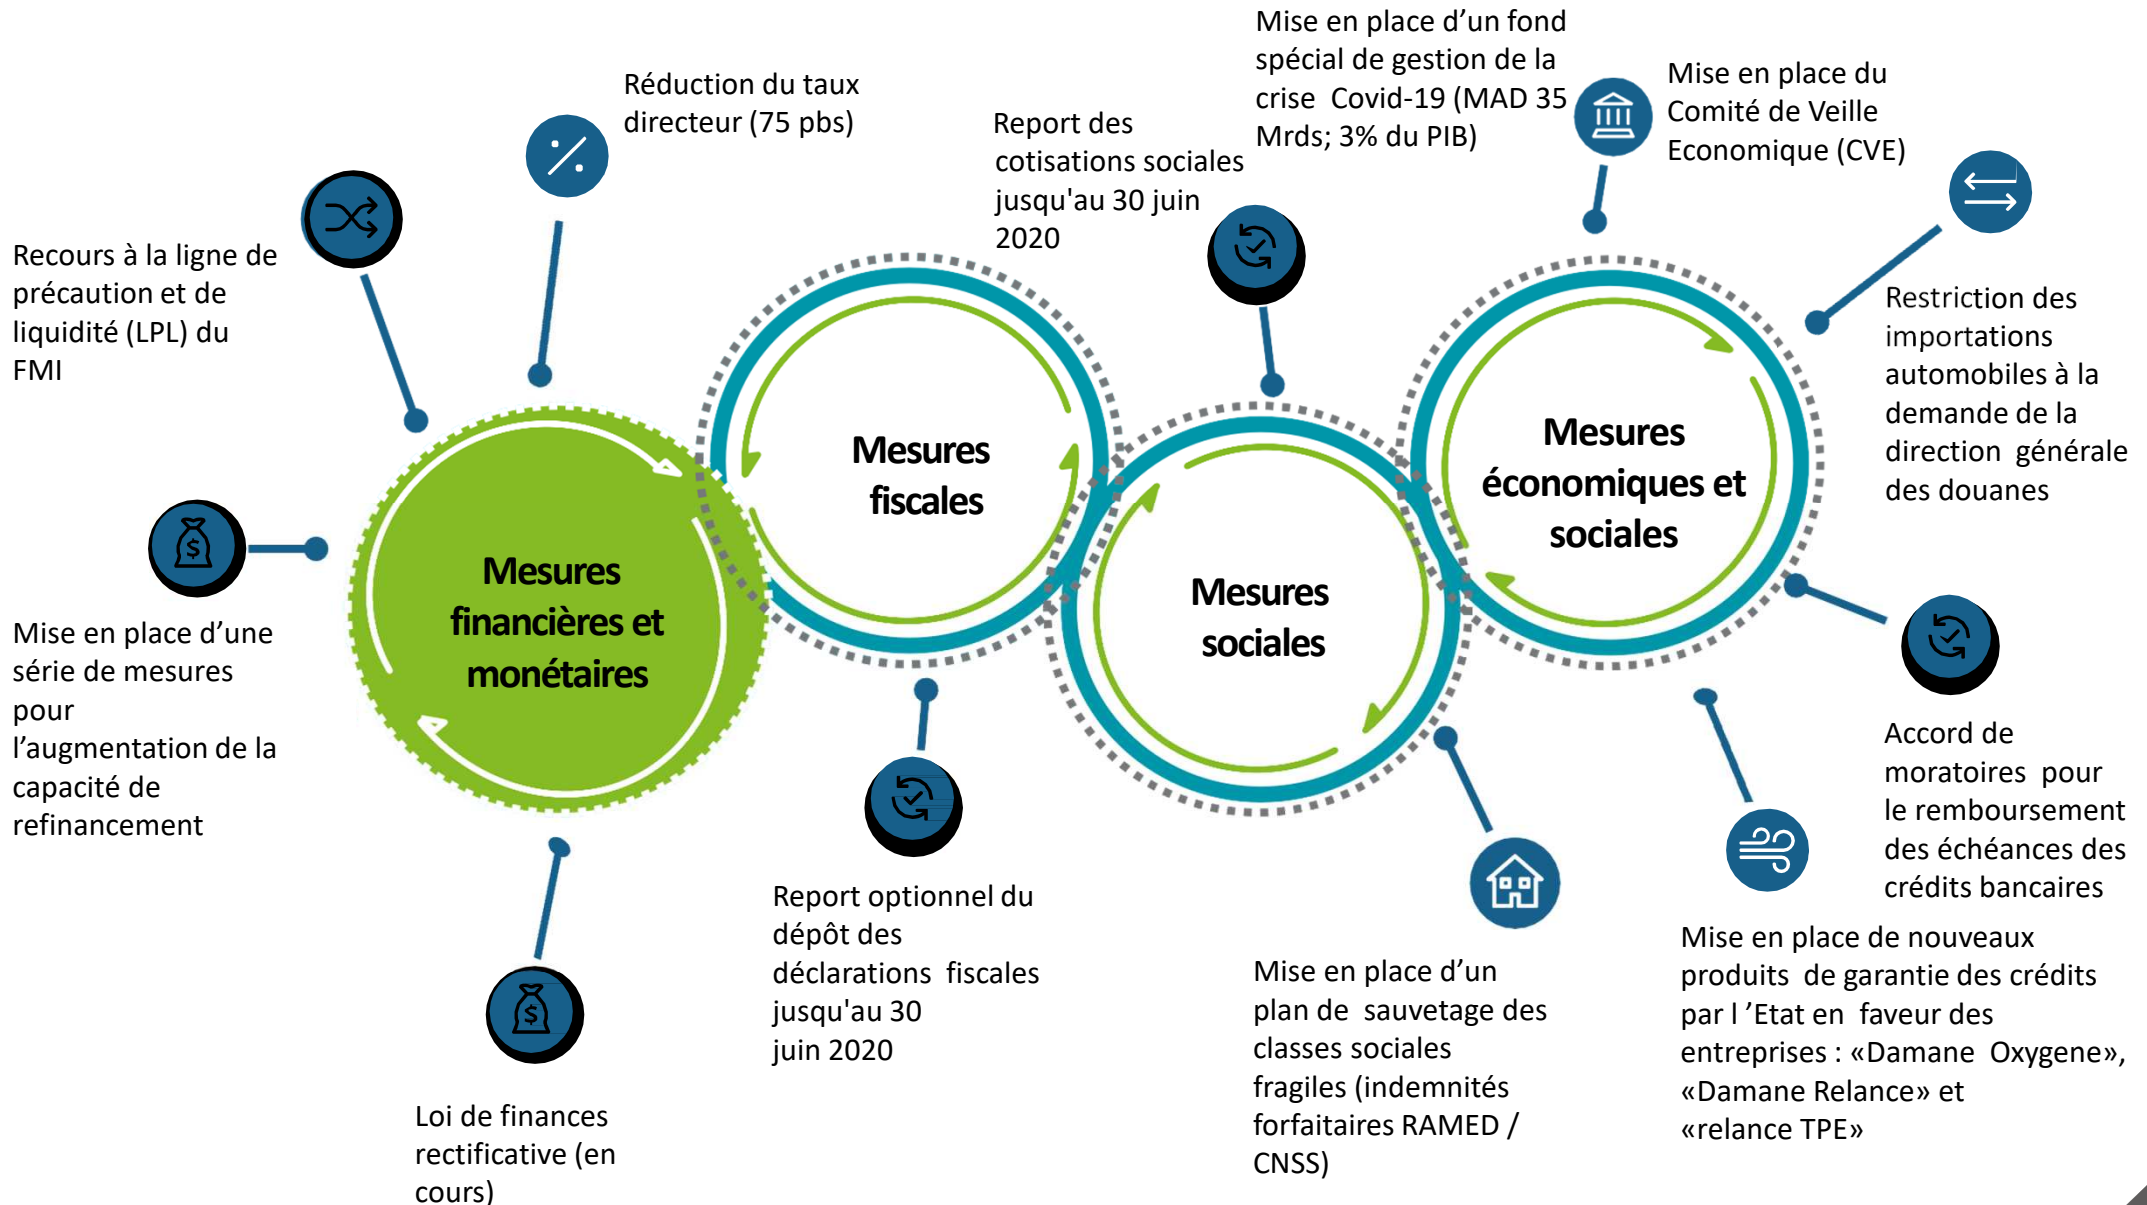 Recours à la ligne de
précaution et de
liquidité (LPL) du
FMI
Réduction du taux
directeur (75 pbs)
Mise en place d'une
série de mesures
pour
l'augmentation de la
capacité de
refinancement
Mesures
financières et
monétaires
Loi de finances
rectificative (en
cours)
Mesures
fiscales
Report optionnel du
dépôt des
déclarations fiscales
jusqu'au 30
juin 2020
Report des
cotisations sociales
jusqu'au 30 juin
2020
Mesures
sociales
Mise en place d'un
plan de sauvetage des
classes sociales
fragiles (indemnités
forfaitaires RAMED /
CNSS)
Mise en place d'un fond
spécial de gestion de la
crise Covid-19 (MAD 35
Mrds; 3% du PIB)
Mise en place du
Comité de Veille
Economique (CVE)
Mesures
économiques et
sociales
Restriction des
importations
automobiles à la
demande de la
direction générale
des douanes
Accord de
moratoires pour
le remboursement
des échéances des
crédits bancaires
Mise en place de nouveaux
produits de garantie des crédits
par l 'Etat en faveur des
entreprises : «Damane Oxygene»,
«Damane Relance» et
«relance TPE»